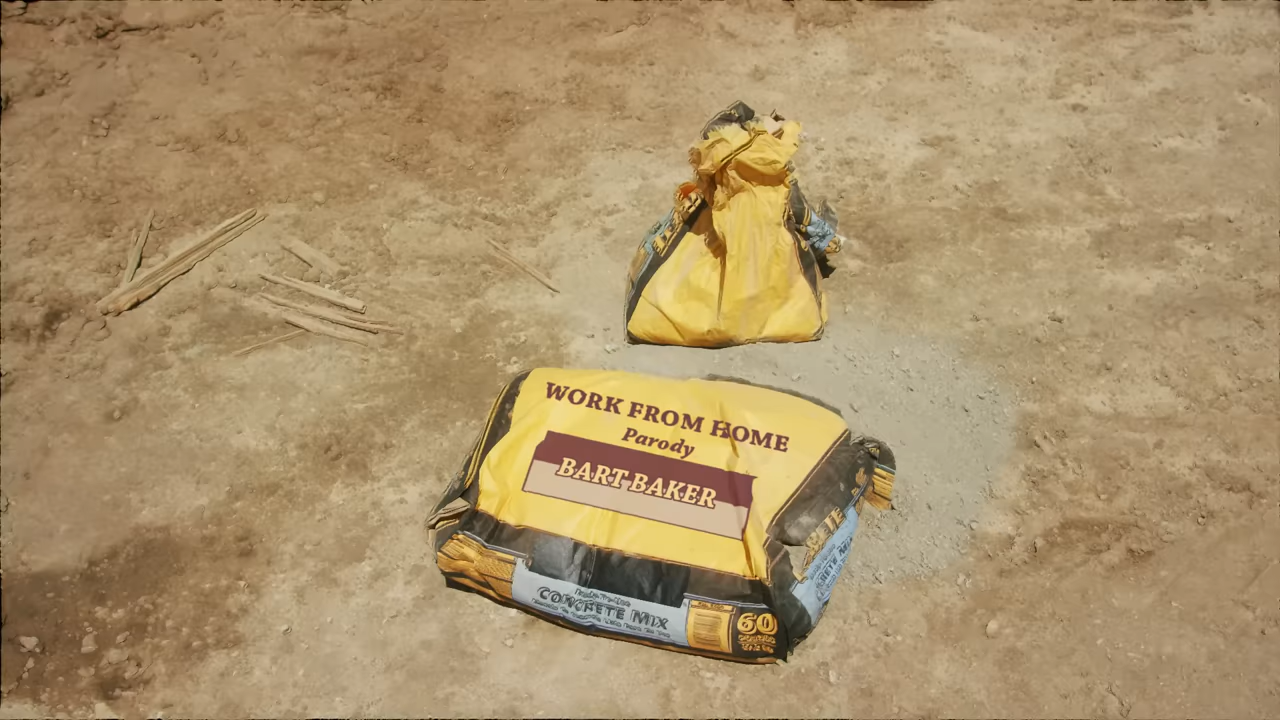 WORK FROM HOME
Parody
BART BAKER
CONCRETE MIX
60